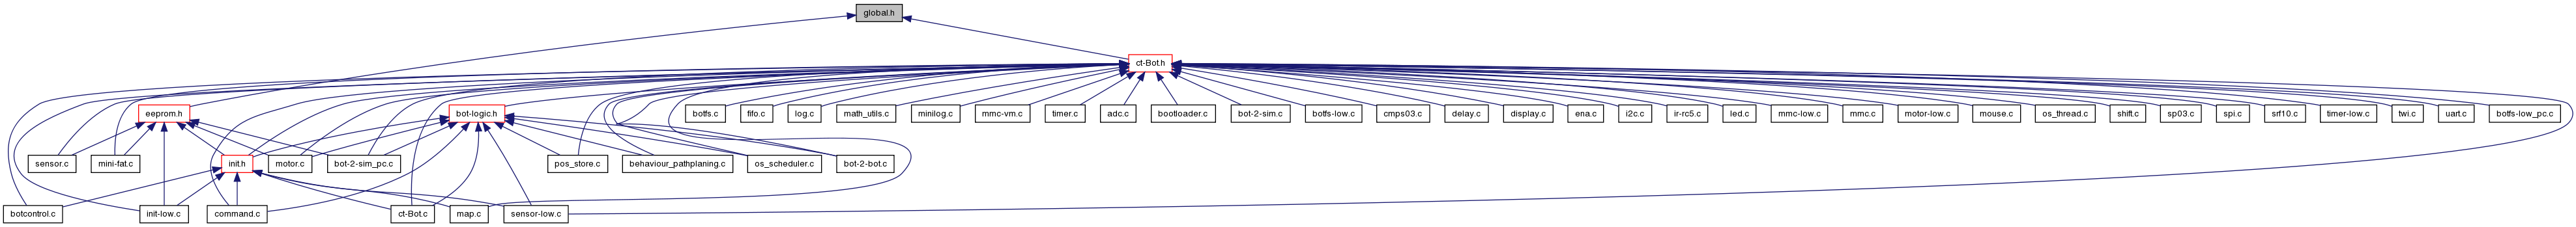 global.h
ct-Bot.h
eeprom.h
bot-logic.h
botfs.c
fifo.c
log.c
math_utils.c
minilog.c
mmc-vm.c
timer.c
adc.c
bootloader.c
bot-2-sim.c
botfs-low.c
cmps03.c
delay.c
display.c
ena.c
i2c.c
ir-rc5.c
led.c
mmc-low.c
mmc.c
motor-low.c
mouse.c
os_thread.c
shift.c
sp03.c
spi.c
srf10.c
timer-low.c
twi.c
uart.c
botfs-low_pc.c
sensor.c
mini-fat.c
init.h
motor.c
bot-2-sim_pc.c
pos_store.c
behaviour_pathplaning.c
os_scheduler.c
bot-2-bot.c
botcontrol.c
init-low.c
command.c
ct-Bot.c
map.c
sensor-low.c